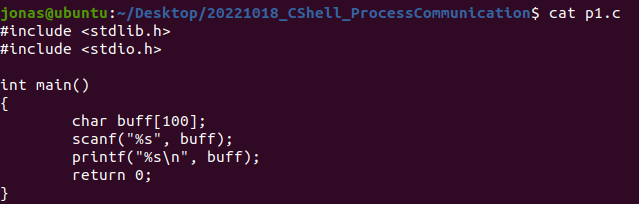 jonas@ubuntu:~/Desktop/20221018_CShell_ProcessCommunication$ cat p1.c
#include <stdlib.h>
#include <stdio.h>

int main()
{
        char buff[100];
        scanf("%s", buff);
        printf("%s\n", buff);
        return 0;
}